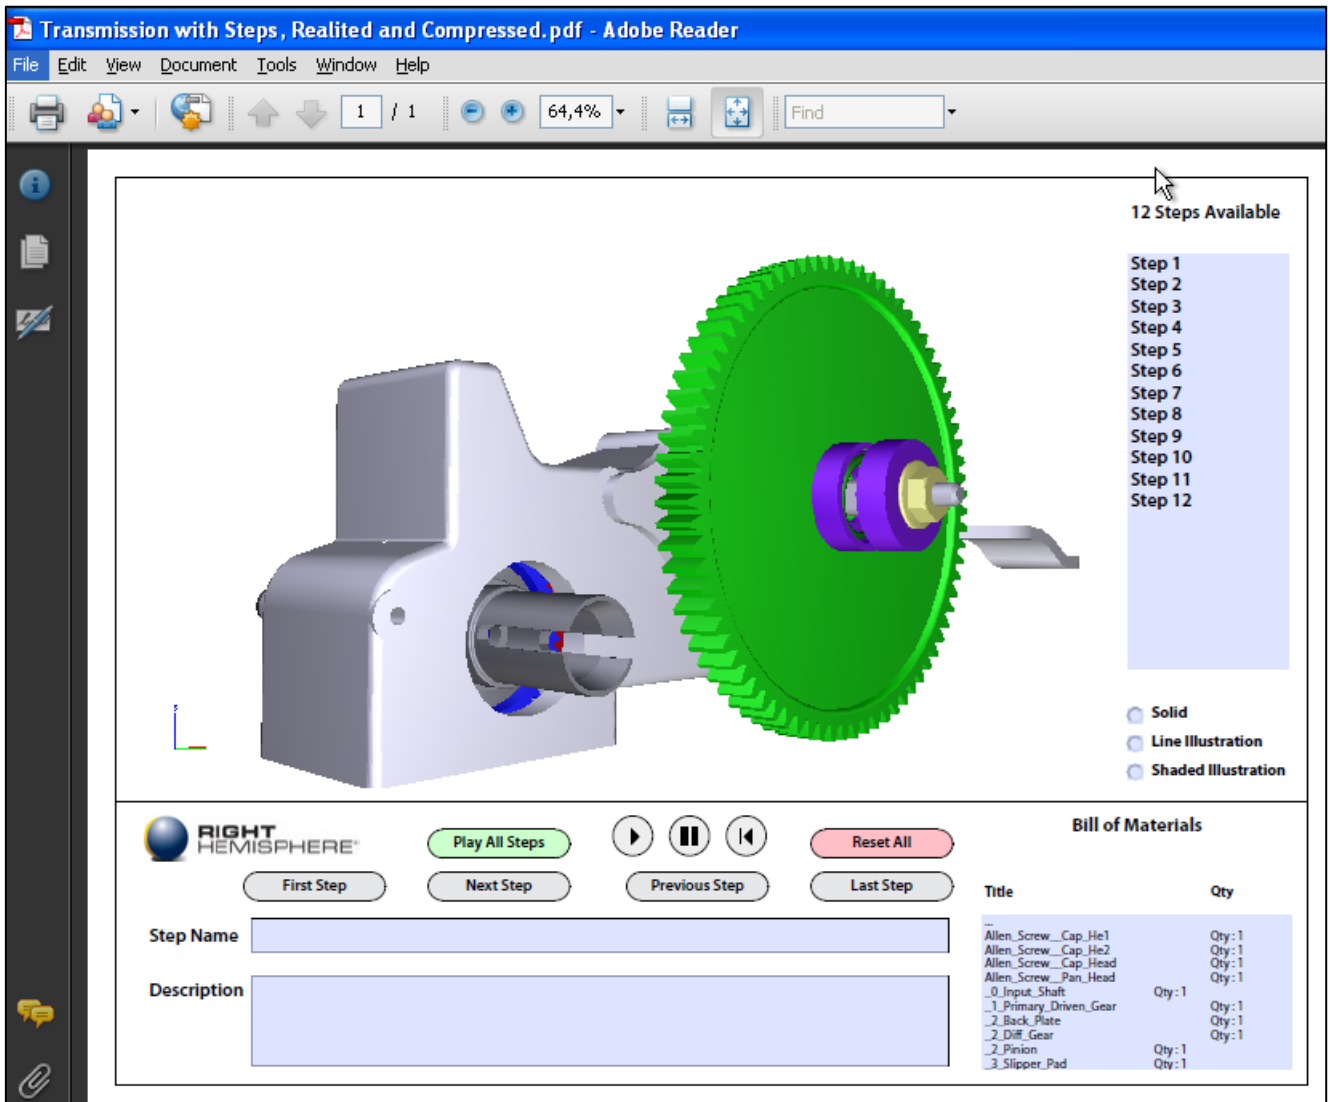 Transmission with Steps, Realited and Compressed.pdf - Adobe Reader
File Edit View Document Tools Window Help
1 / 1 64,4% Find
12 Steps Available
Step 1
Step 2
Step 3
Step 4
Step 5
Step 6
Step 7
Step 8
Step 9
Step 10
Step 11
Step 12
Solid
Line Illustration
Shaded Illustration
RIGHT
HEMISPHERE
Play All Steps
Reset All
First Step
Next Step
Previous Step
Last Step
Step Name
Description
Bill of Materials
Title Qty
...
Allen_Screw__Cap_He1 Qty : 1
Allen_Screw__Cap_He2 Qty : 1
Allen_Screw__Cap_Head Qty : 1
Allen_Screw__Pan_Head Qty : 1
_0_Input_Shaft Qty : 1
_1_Primary_Driven_Gear Qty : 1
_2_Back_Plate Qty : 1
_2_Diff_Gear Qty : 1
_2_Pinion Qty : 1
_3_Slipper_Pad Qty : 1